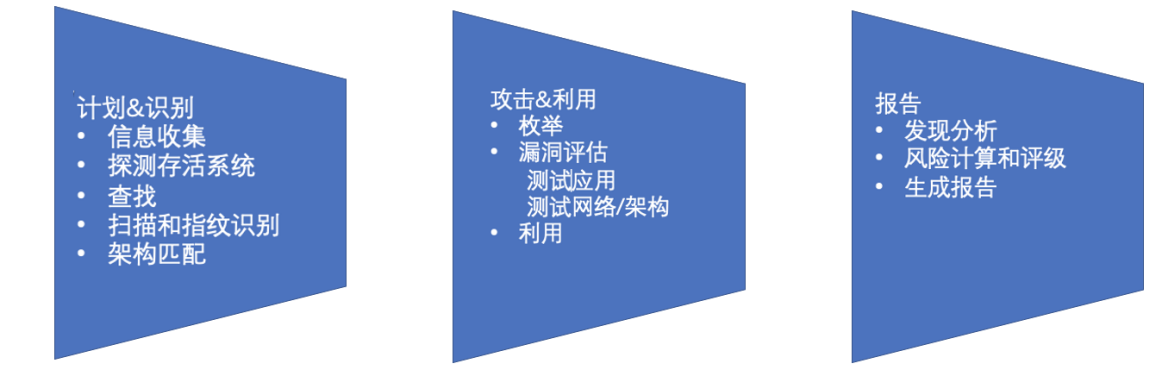 计划&识别
• 信息收集
• 探测存活系统
• 查找
• 扫描和指纹识别
• 架构匹配
攻击&利用
• 枚举
• 漏洞评估
测试应用
测试网络/架构
• 利用
报告
• 发现分析
• 风险计算和评级
• 生成报告